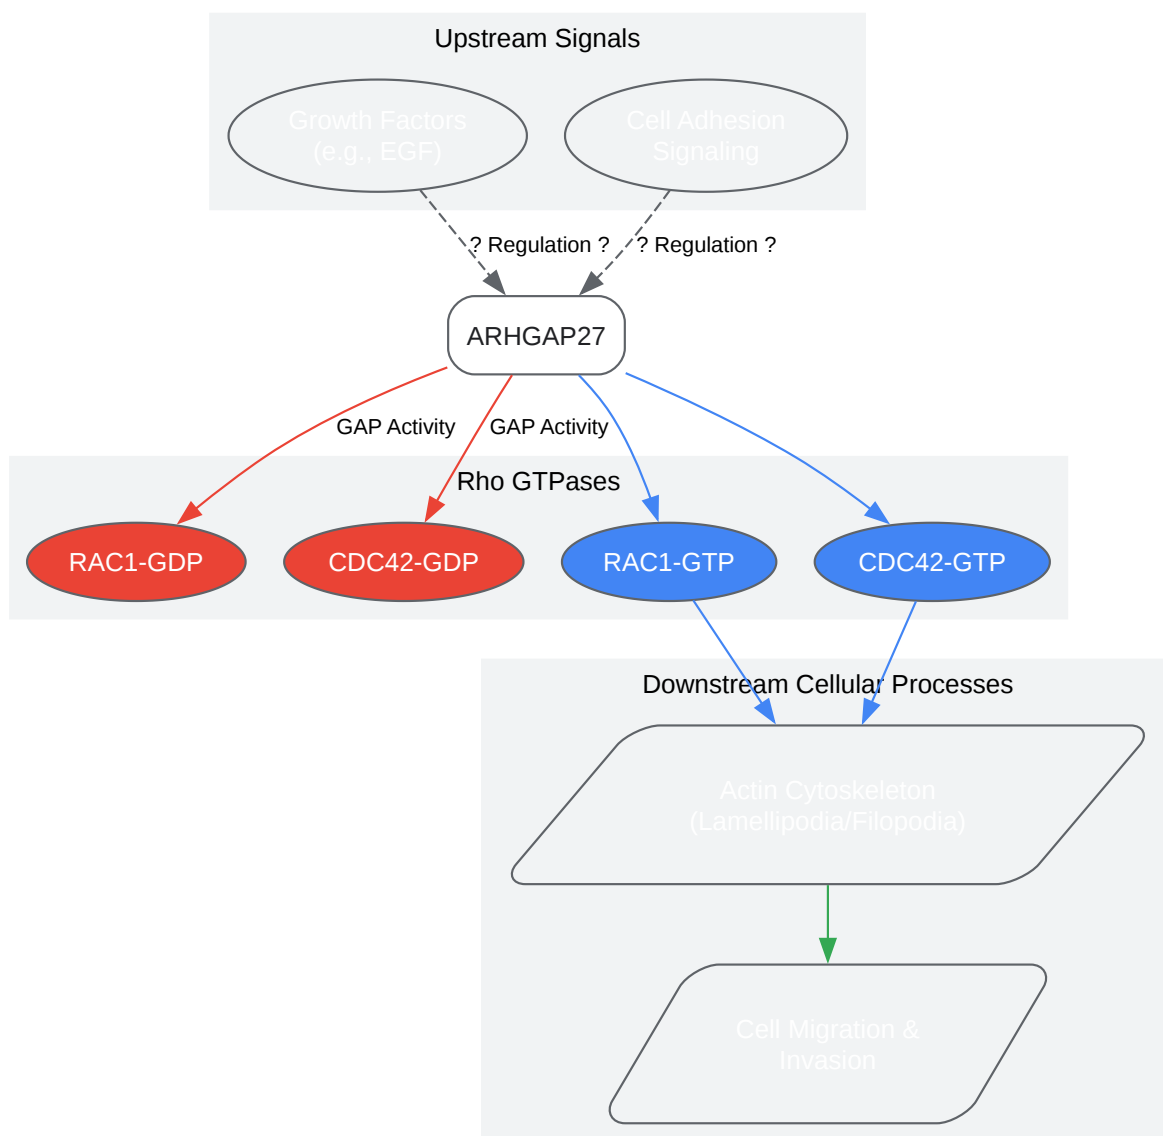 Upstream Signals
Growth Factors
(e.g., EGF)
Cell Adhesion
Signaling
? Regulation ?
? Regulation ?
ARHGAP27
GAP Activity
GAP Activity
Rho GTPases
RAC1-GDP
CDC42-GDP
RAC1-GTP
CDC42-GTP
Downstream Cellular Processes
Actin Cytoskeleton
(Lamellipodia/Filopodia)
Cell Migration &
Invasion